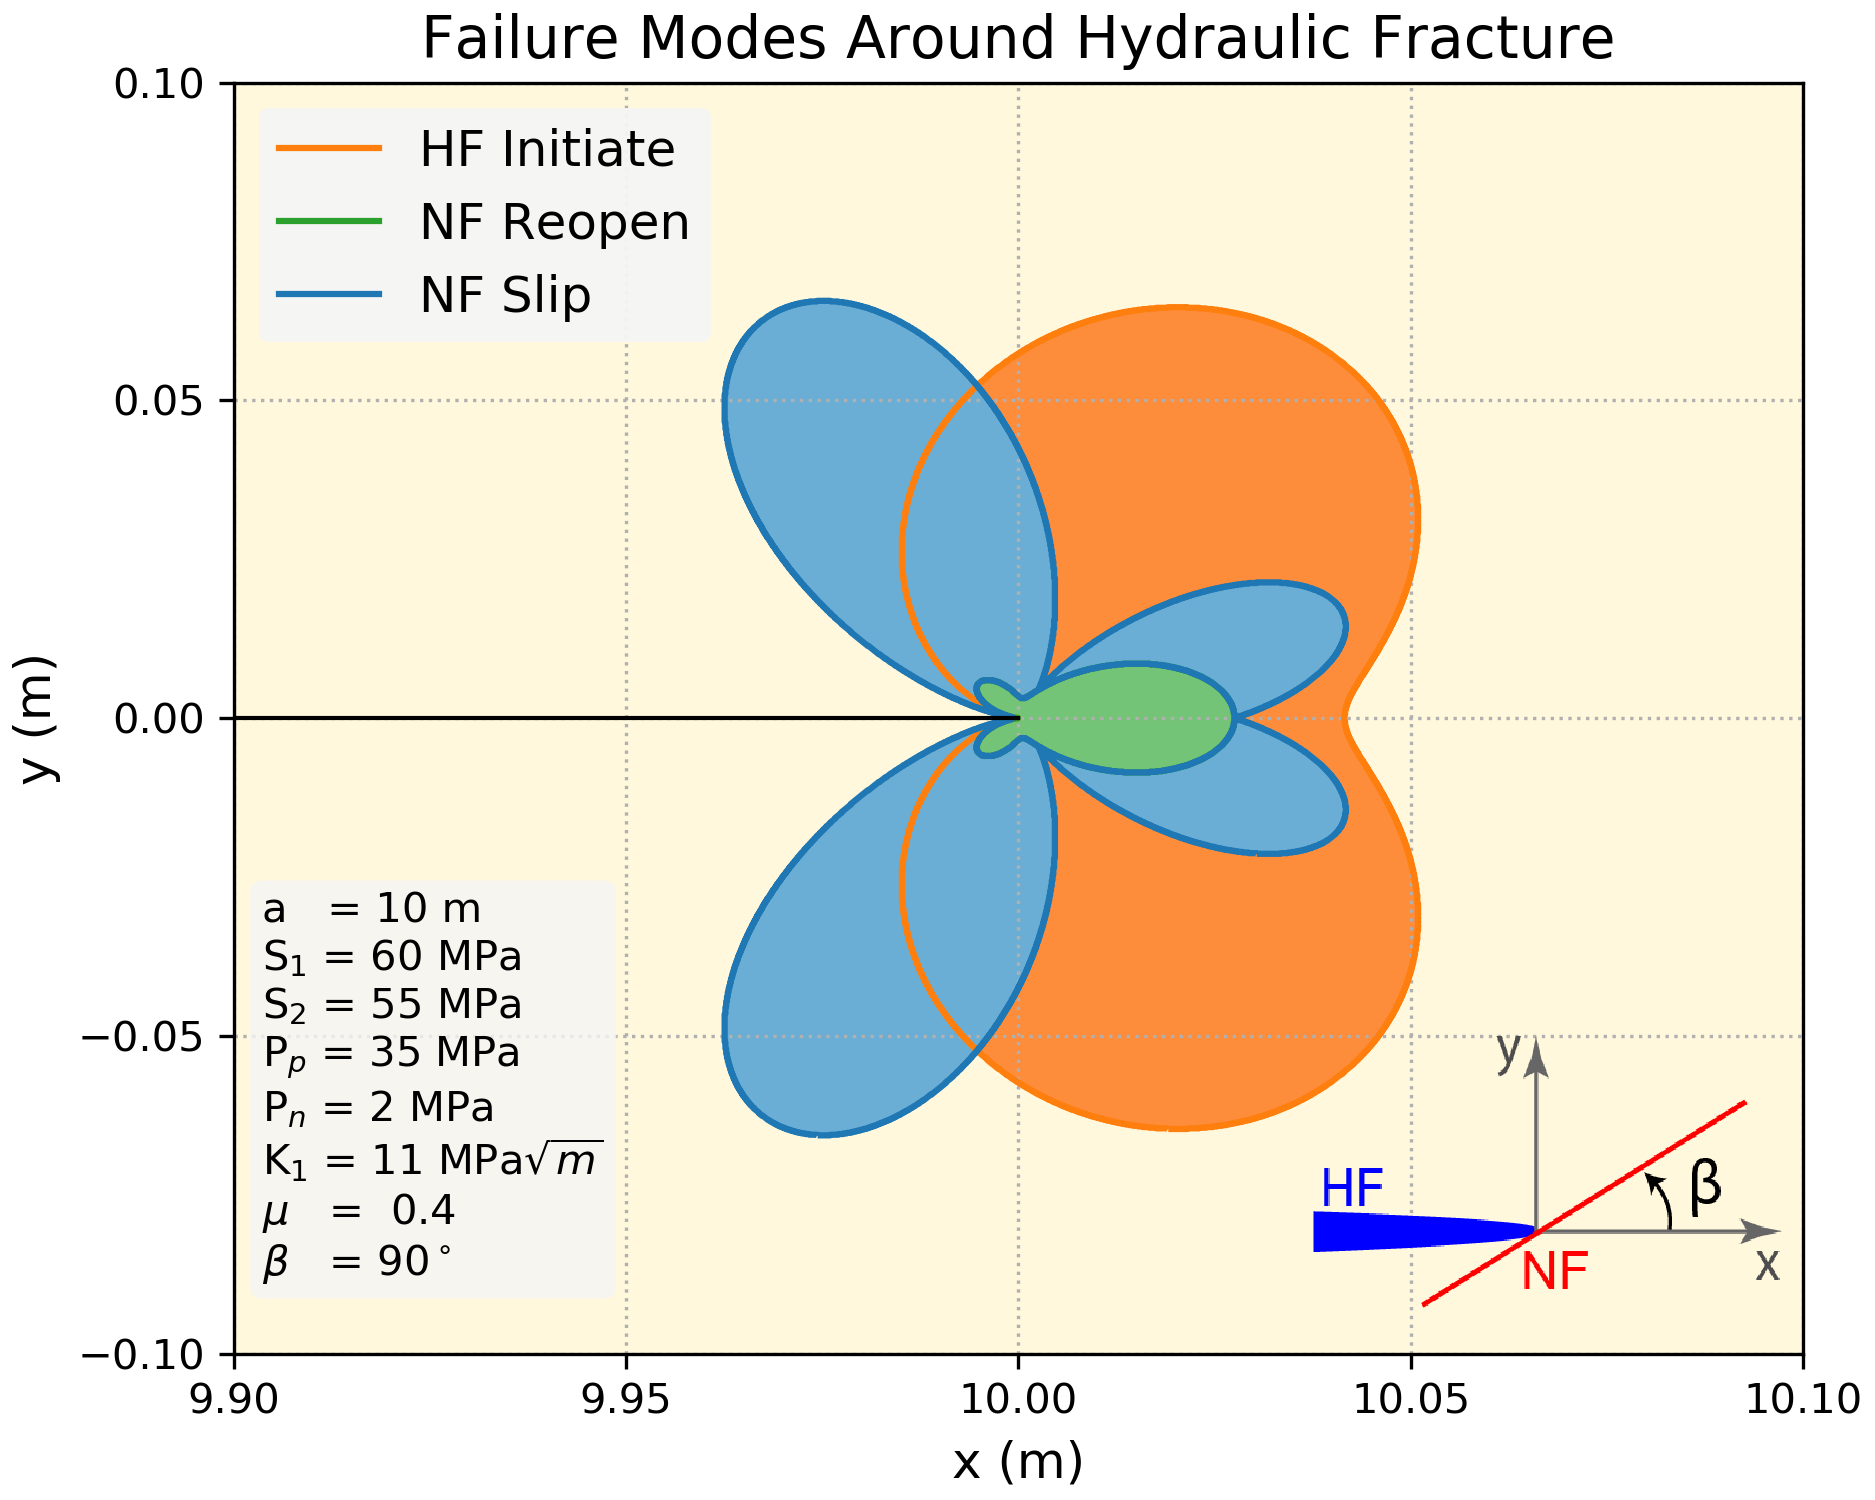 Failure Modes Around Hydraulic Fracture
0.10
0.05
0.00
−0.05
−0.10
y (m)
HF Initiate
NF Reopen
NF Slip
a = 10 m
S₁ = 60 MPa
S₂ = 55 MPa
Pₚ = 35 MPa
Pₙ = 2 MPa
K₁ = 11 MPa√m
μ = 0.4
β = 90°
y
HF
β
NF
x
9.90 9.95 10.00 10.05 10.10
x (m)